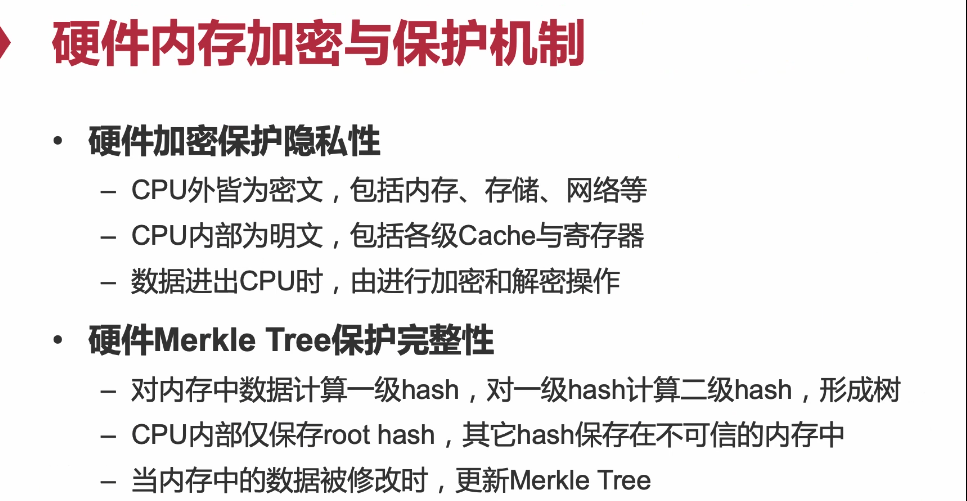 硬件内存加密与保护机制
• 硬件加密保护隐私性
– CPU外皆为密文，包括内存、存储、网络等
– CPU内部为明文，包括各级Cache与寄存器
– 数据进出CPU时，由进行加密和解密操作
• 硬件Merkle Tree保护完整性
– 对内存中数据计算一级hash，对一级hash计算二级hash，形成树
– CPU内部仅保存root hash，其它hash保存在不可信的内存中
– 当内存中的数据被修改时，更新Merkle Tree